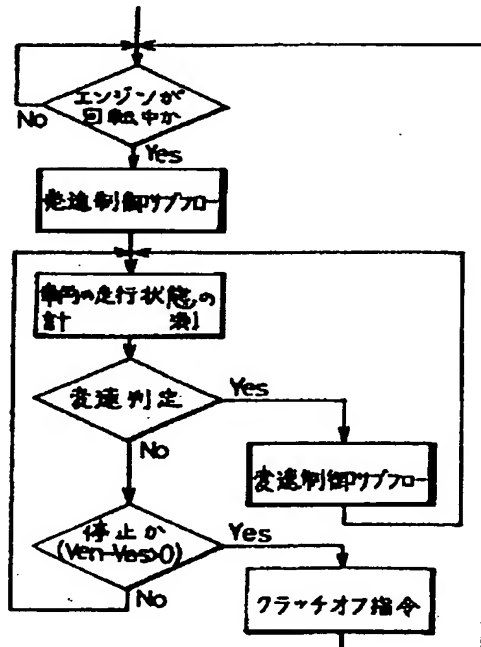 エンジンが
回転中か
No
Yes
発進制御サブフロー
車両の走行状態の
計 測
変速判定
Yes
No
変速制御サブフロー
停止か
(Ven-Ves>0)
Yes
No
クラッチオフ指令